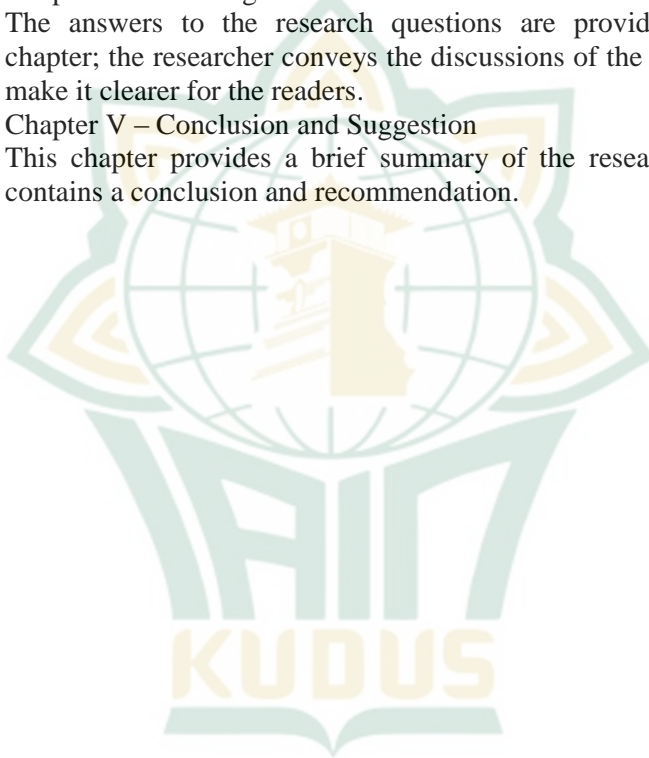 The answers to the research questions are provid
chapter; the researcher conveys the discussions of the
make it clearer for the readers.
Chapter V – Conclusion and Suggestion
This chapter provides a brief summary of the resea
contains a conclusion and recommendation.
IAIN
KUDUS